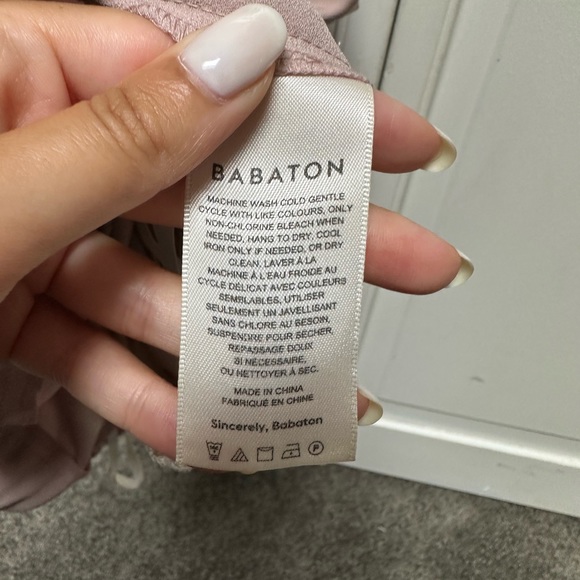 BABATON
MACHINE WASH COLD GENTLE
CYCLE WITH LIKE COLOURS, ONLY
NON-CHLORINE BLEACH WHEN
NEEDED, HANG TO DRY, COOL
IRON ONLY IF NEEDED, OR DRY
CLEAN. LAVER À LA
MACHINE À L'EAU FROIDE AU
CYCLE DÉLICAT AVEC COULEURS
SEMBLABLES, UTILISER
SEULEMENT UN JAVELLISANT
SANS CHLORE AU BESOIN,
SUSPENDRE POUR SÉCHER,
REPASSAGE DOUX
SI NÉCESSAIRE,
OU NETTOYER À SEC.
MADE IN CHINA
FABRIQUÉ EN CHINE
Sincerely, Babaton
P